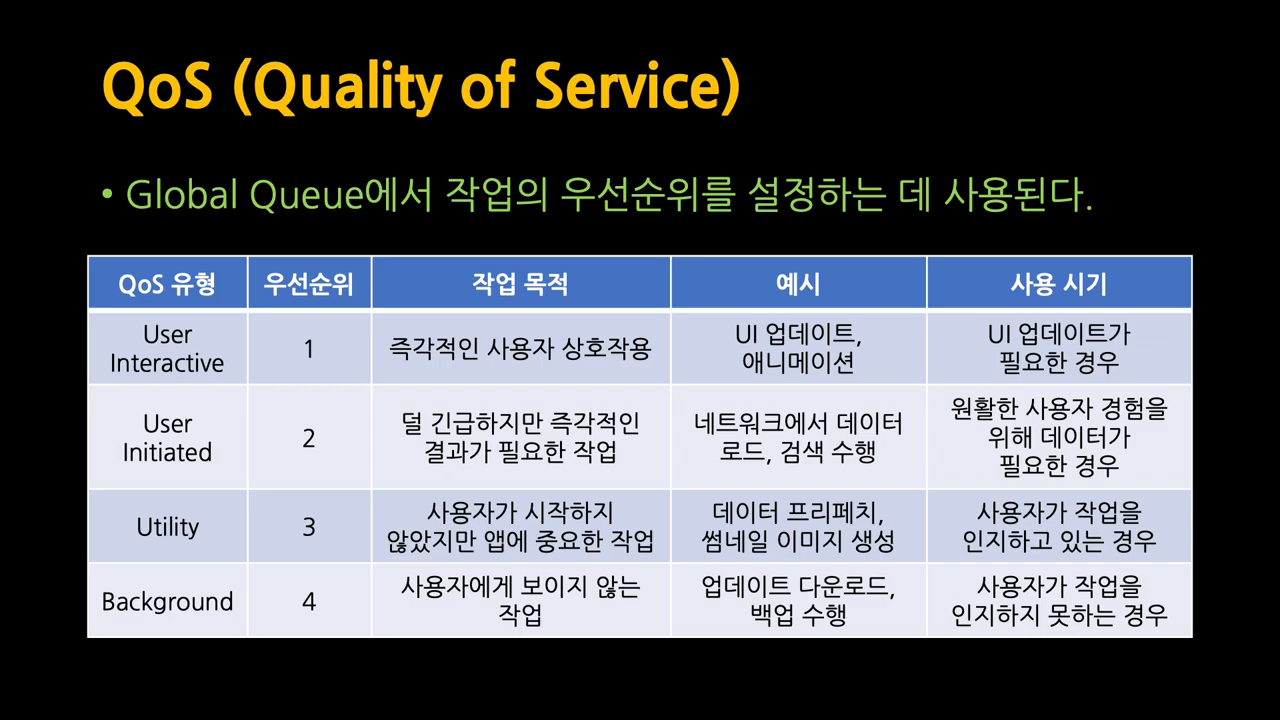 QoS (Quality of Service)
• Global Queue에서 작업의 우선순위를 설정하는 데 사용된다.
QoS 유형 우선순위 작업 목적 예시 사용 시기
User
Interactive
1
즉각적인 사용자 상호작용
UI 업데이트,
애니메이션
UI 업데이트가
필요한 경우
User
Initiated
2
덜 긴급하지만 즉각적인
결과가 필요한 작업
네트워크에서 데이터
로드, 검색 수행
원활한 사용자 경험을
위해 데이터가
필요한 경우
Utility
3
사용자가 시작하지
않았지만 앱에 중요한 작업
데이터 프리페치,
썸네일 이미지 생성
사용자가 작업을
인지하고 있는 경우
Background
4
사용자에게 보이지 않는
작업
업데이트 다운로드,
백업 수행
사용자가 작업을
인지하지 못하는 경우